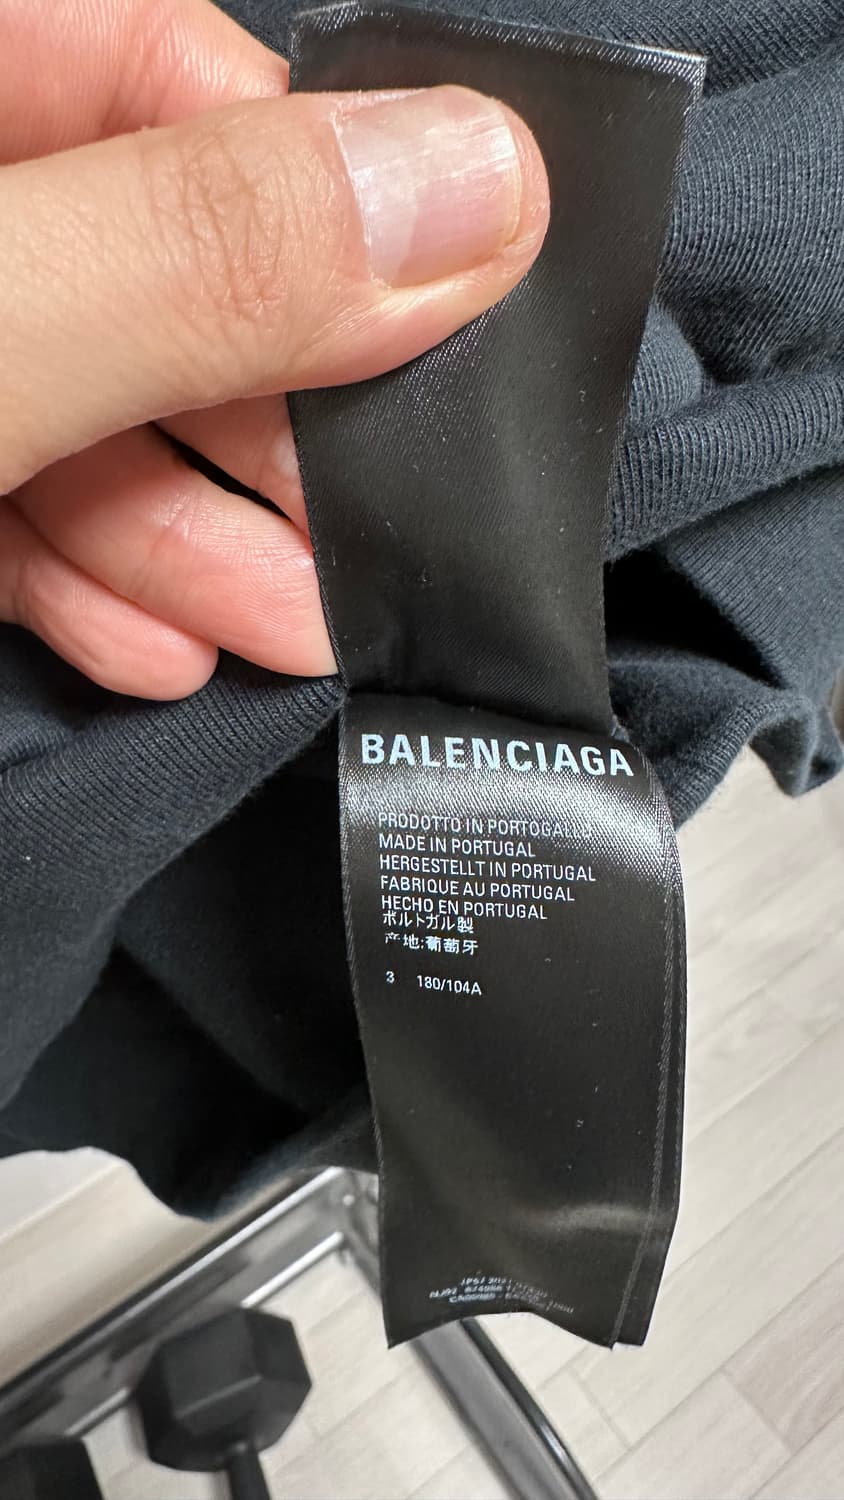 BALENCIAGA
PRODOTTO IN PORTOGALLO
MADE IN PORTUGAL
HERGESTELLT IN PORTUGAL
FABRIQUE AU PORTUGAL
HECHO EN PORTUGAL
ポルトガル製
产地:葡萄牙
3 180/104A